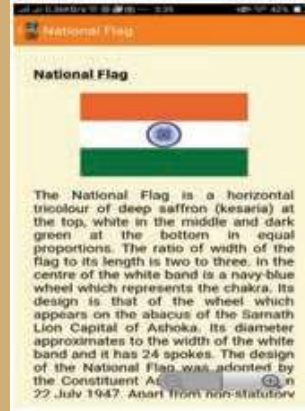 National Flag
National Flag
The National Flag is a horizontal
tricolour of deep saffron (kesaria) at
the top, white in the middle and dark
green at the bottom in equal
proportions. The ratio of width of the
flag to its length is two to three. In the
centre of the white band is a navy-blue
wheel which represents the chakra. Its
design is that of the wheel which
appears on the abacus of the Sarnath
Lion Capital of Ashoka. Its diameter
approximates to the width of the white
band and it has 24 spokes. The design
of the National Flag was adopted by
the Constituent
22 July 1947. Apart from non-statutory